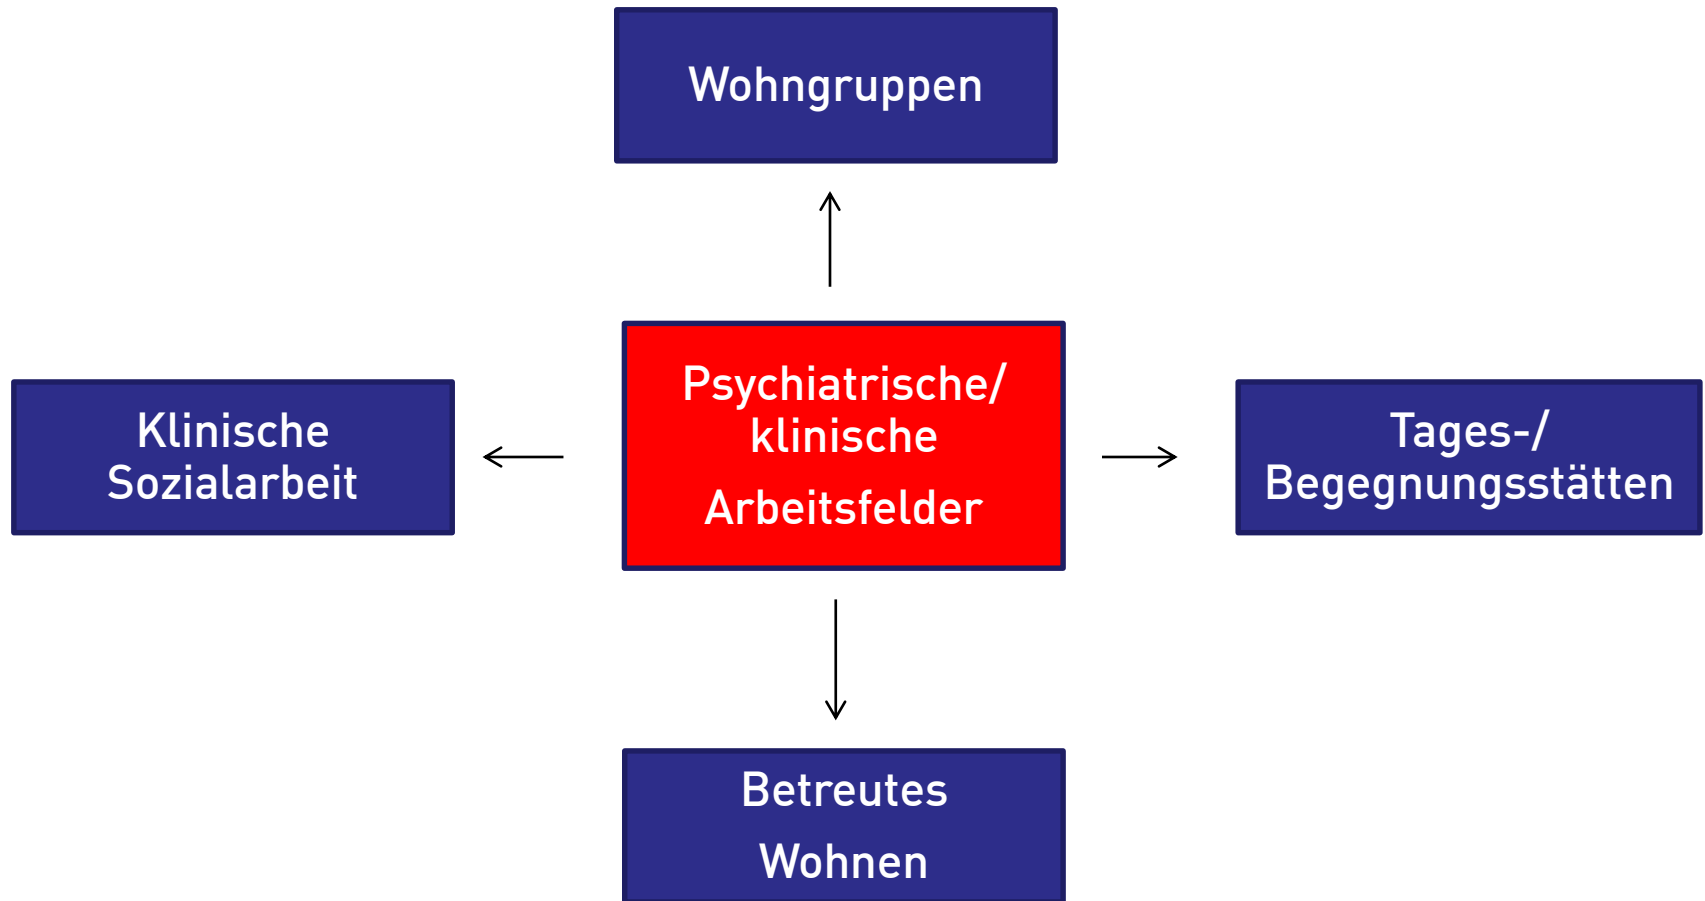 Wohngruppen
Psychiatrische/
klinische
Arbeitsfelder
Klinische
Sozialarbeit
Tages-/
Begegnungsstätten
Betreutes
Wohnen